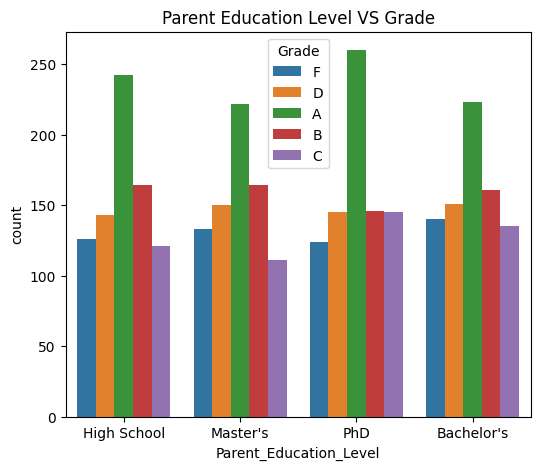 Parent Education Level VS Grade
Grade
F
D
A
B
C
250
200
150
100
50
0
count
High School Master's PhD Bachelor's
Parent_Education_Level